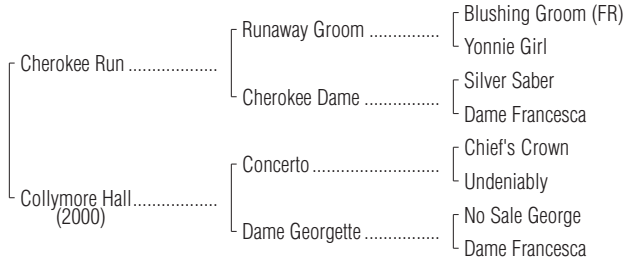 Blushing Groom (FR)
Runaway Groom ................
Yonnie Girl
Cherokee Run ..................
Silver Saber
Cherokee Dame ................
Dame Francesca
Chief's Crown
Concerto ...........................
Undeniably
Collymore Hall.................
(2000)
No Sale George
Dame Georgette ................
Dame Francesca